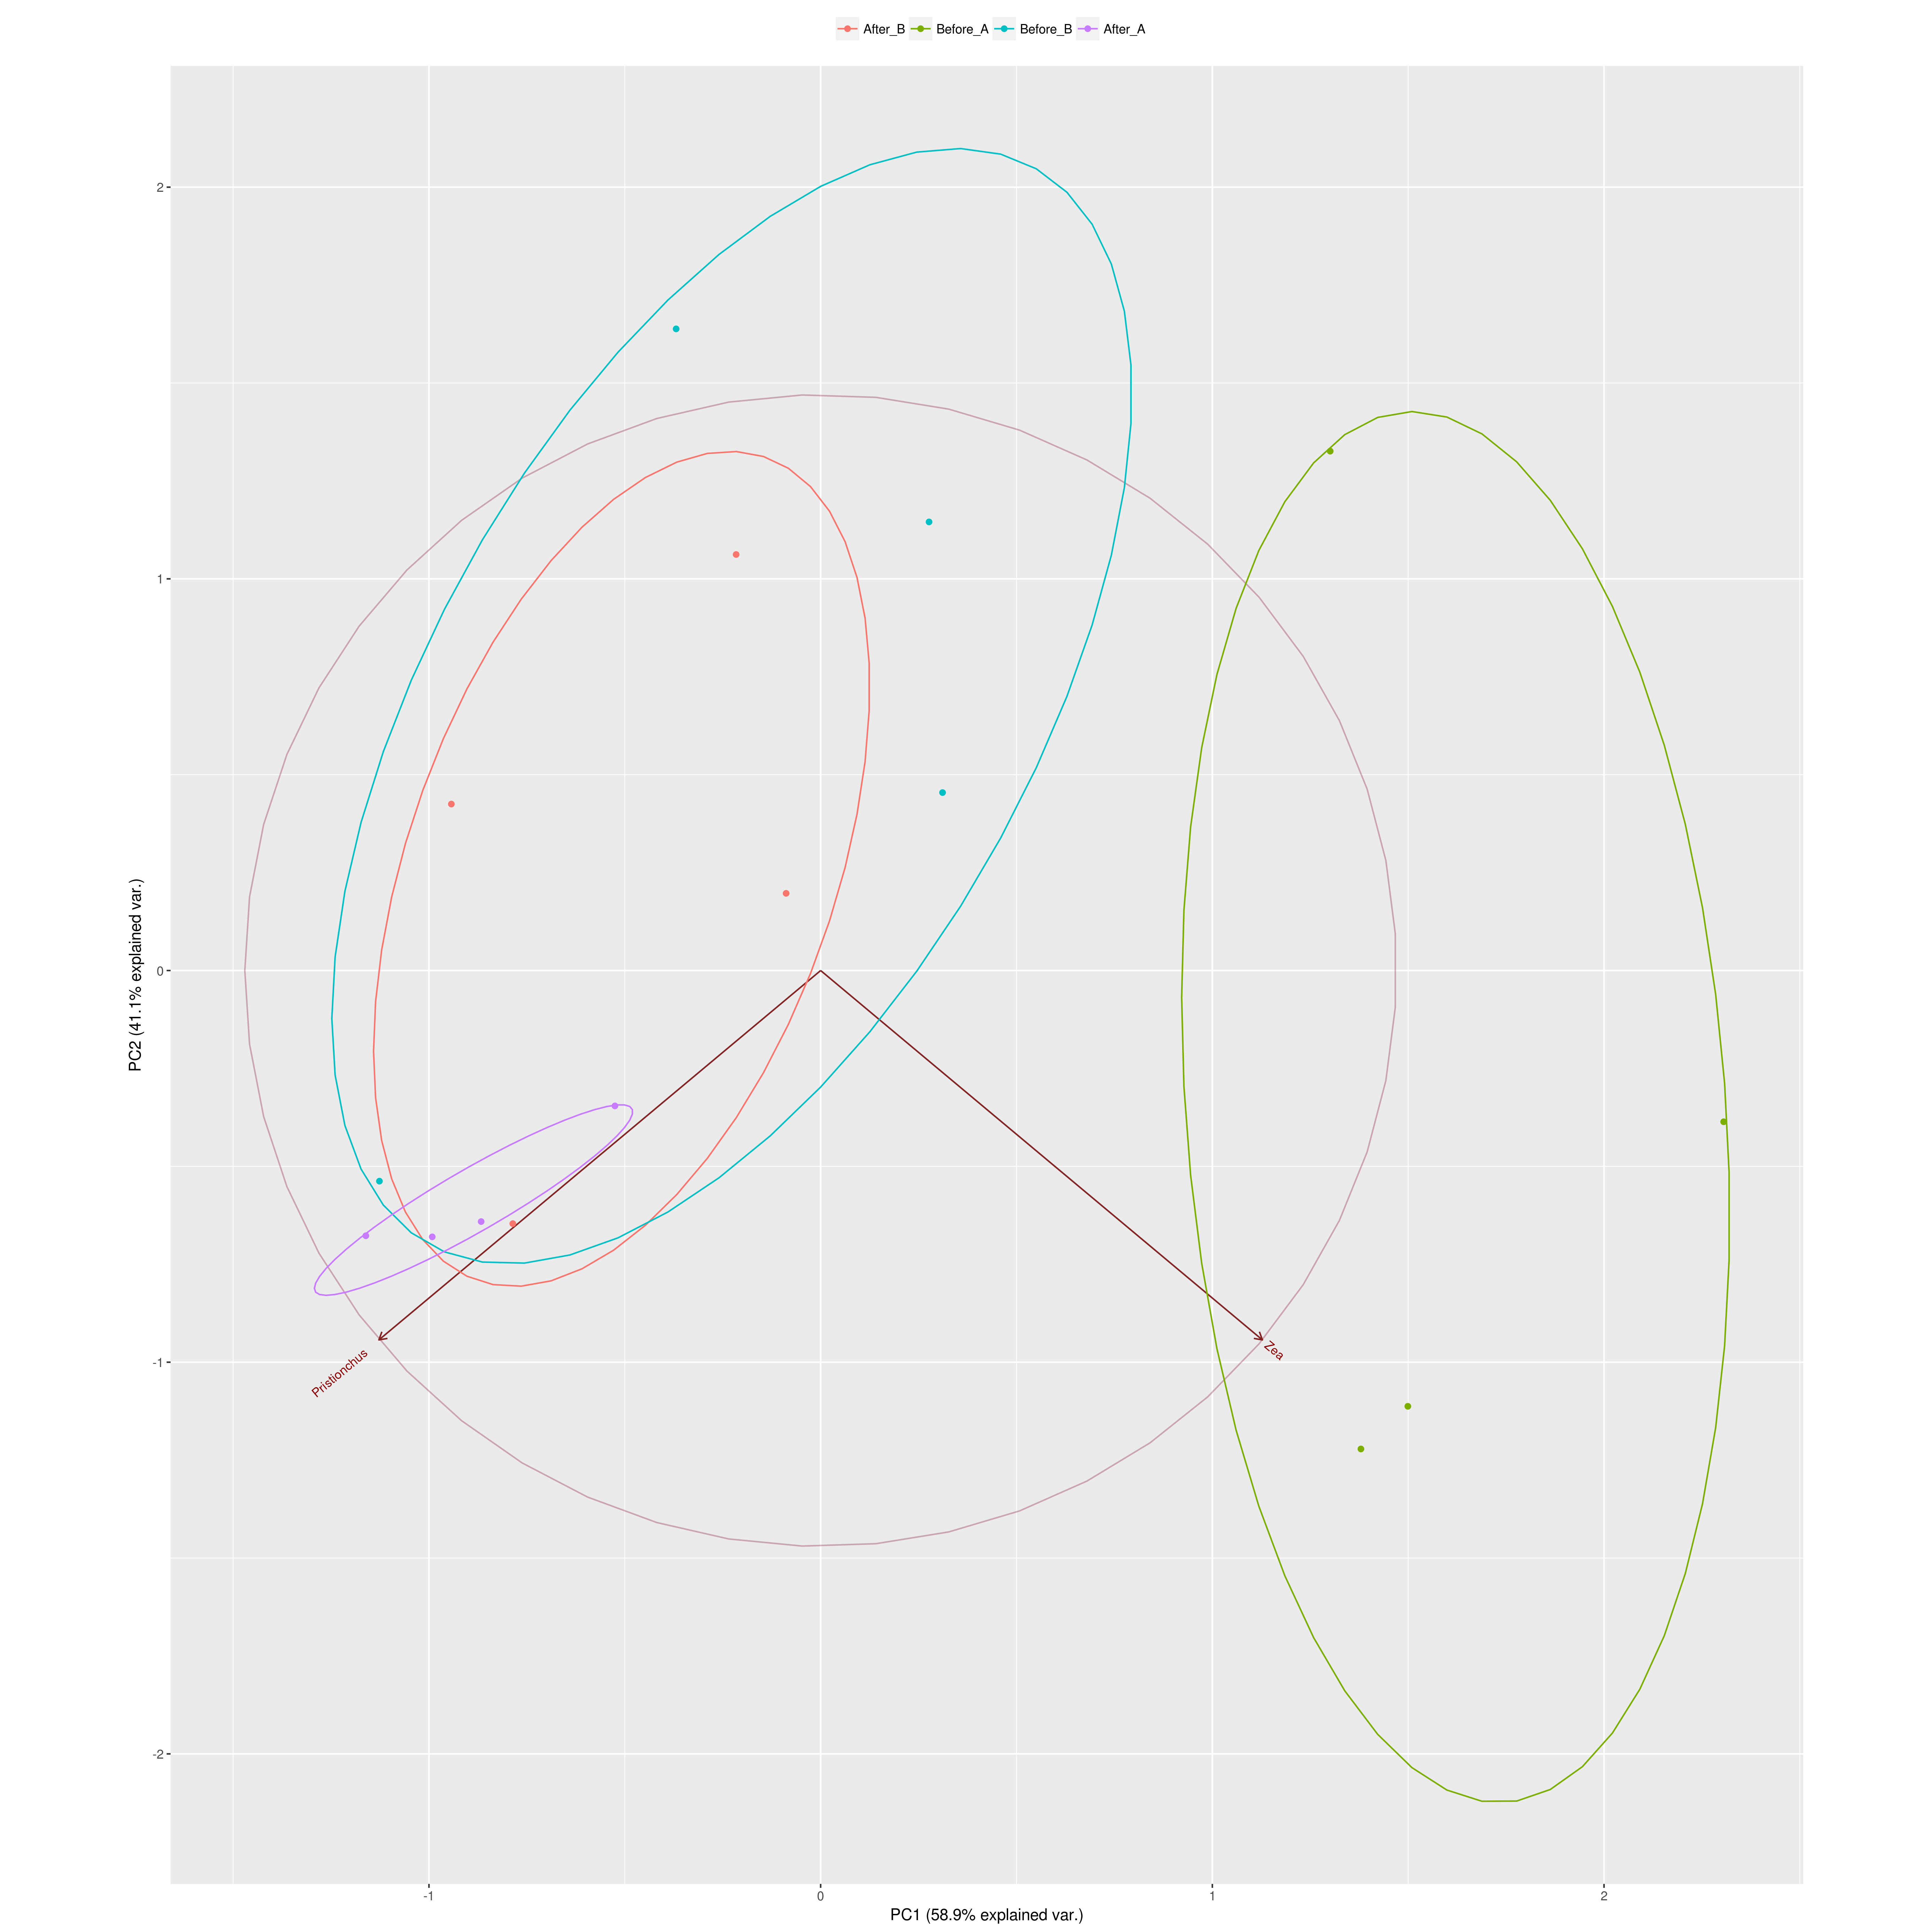 After_B Before_A Before_B After_A
2
1
0
-1
-2
PC2 (41.1% explained var.)
Pristionchus
Zea
-1 0 1 2
PC1 (58.9% explained var.)